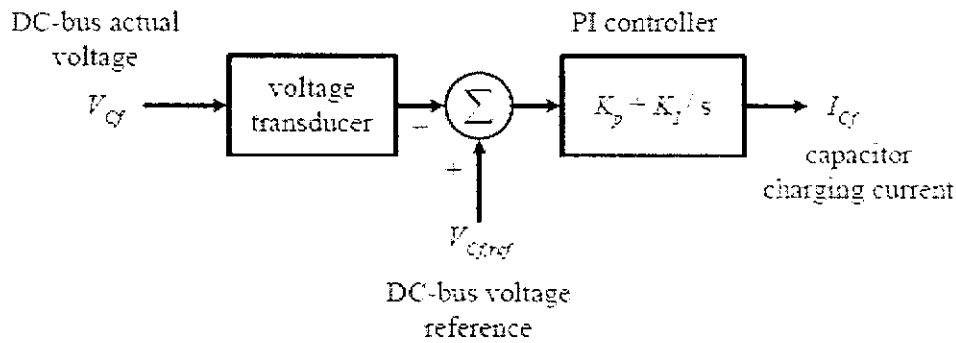 DC-bus actual
voltage
V_Cf
voltage
transducer
−
Σ
+
V_Cf,ref
DC-bus voltage
reference
PI controller
K_p − K_I / s
I_Cf
capacitor
charging current